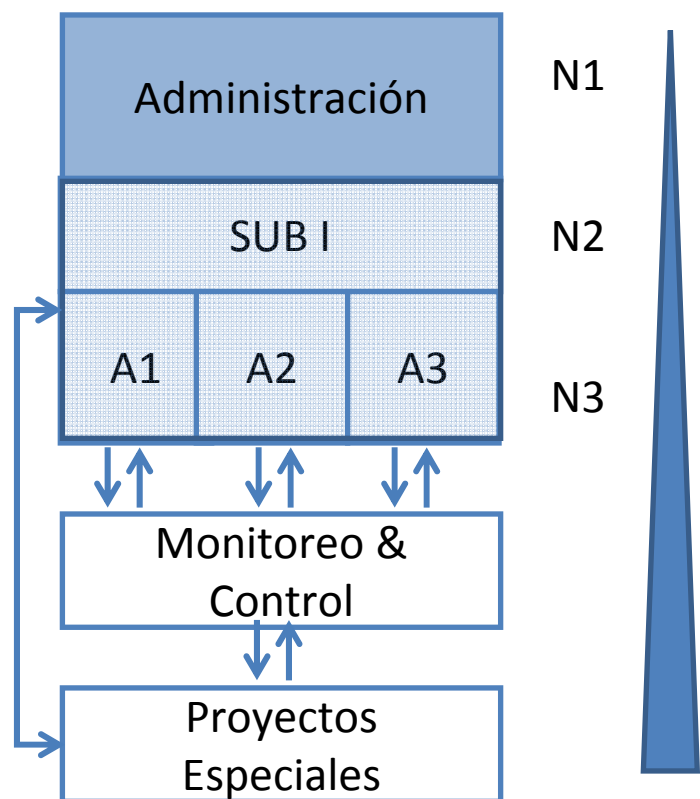 Administración
N1
SUB I
N2
A1
A2
A3
N3
Monitoreo &
Control
Proyectos
Especiales